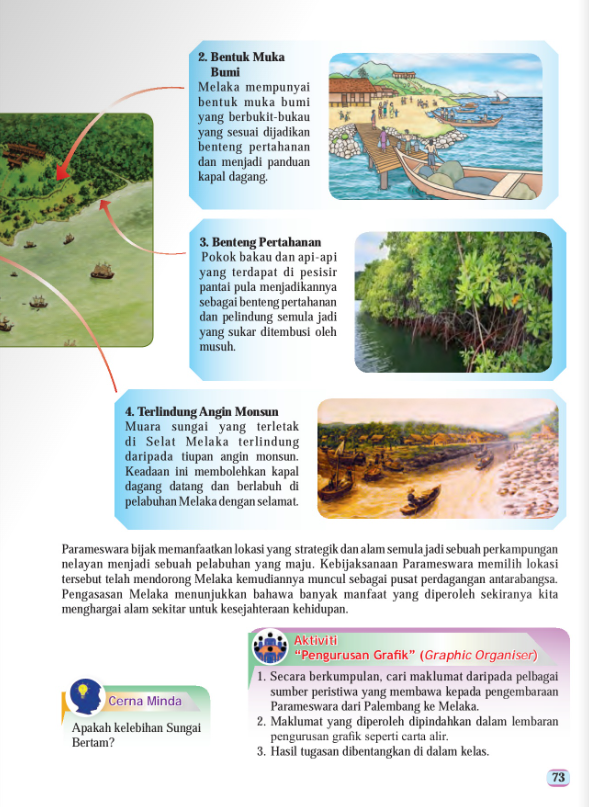 2. Bentuk Muka
Bumi
Melaka mempunyai
bentuk muka bumi
yang berbukit-bukau
yang sesuai dijadikan
benteng pertahanan
dan menjadi panduan
kapal dagang.
3. Benteng Pertahanan
Pokok bakau dan api-api
yang terdapat di pesisir
pantai pula menjadikannya
sebagai benteng pertahanan
dan pelindung semula jadi
yang sukar ditembusi oleh
musuh.
4. Terlindung Angin Monsun
Muara sungai yang terletak
di Selat Melaka terlindung
daripada tiupan angin monsun.
Keadaan ini membolehkan kapal
dagang datang dan berlabuh di
pelabuhan Melaka dengan selamat.
Parameswara bijak memanfaatkan lokasi yang strategik dan alam semula jadi sebuah perkampungan
nelayan menjadi sebuah pelabuhan yang maju. Kebijaksanaan Parameswara memilih lokasi
tersebut telah mendorong Melaka kemudiannya muncul sebagai pusat perdagangan antarabangsa.
Pengasasan Melaka menunjukkan bahawa banyak manfaat yang diperoleh sekiranya kita
menghargai alam sekitar untuk kesejahteraan kehidupan.
Aktiviti
"Pengurusan Grafik" (Graphic Organiser)
1. Secara berkumpulan, cari maklumat daripada pelbagai
sumber peristiwa yang membawa kepada pengembaraan
Parameswara dari Palembang ke Melaka.
2. Maklumat yang diperoleh dipindahkan dalam lembaran
pengurusan grafik seperti carta alir.
3. Hasil tugasan dibentangkan di dalam kelas.
Cerna Minda
Apakah kelebihan Sungai
Bertam?
73